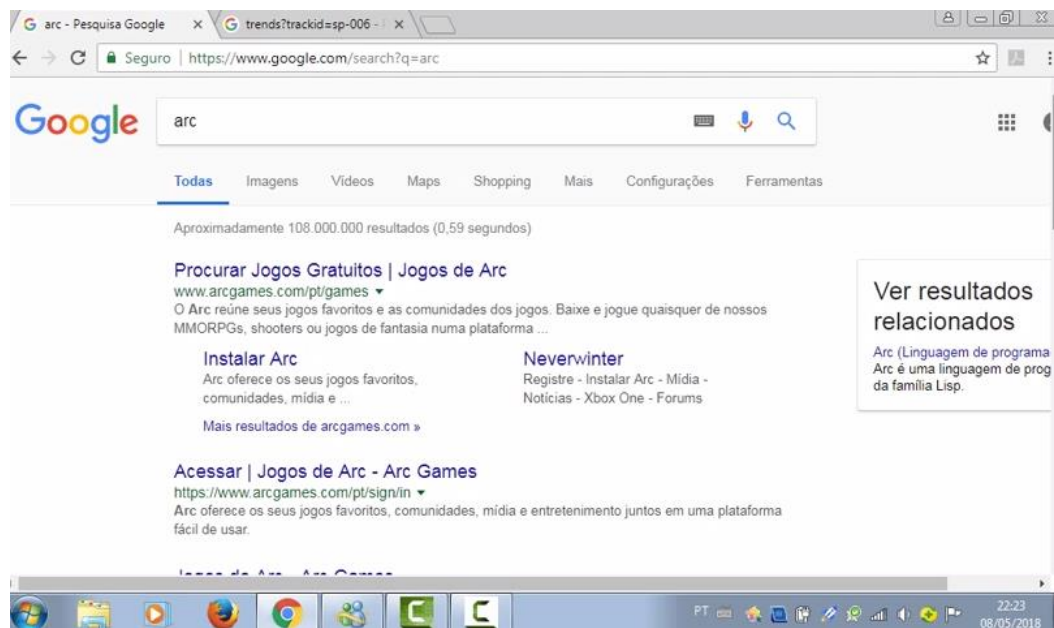 arc - Pesquisa Google
trends?trackid=sp-006 -
Seguro | https://www.google.com/search?q=arc
Google
arc
Todas Imagens Vídeos Maps Shopping Mais Configurações Ferramentas
Aproximadamente 108.000.000 resultados (0,59 segundos)
Procurar Jogos Gratuitos | Jogos de Arc
www.arcgames.com/pt/games
O Arc reúne seus jogos favoritos e as comunidades dos jogos. Baixe e jogue quaisquer de nossos
MMORPGs, shooters ou jogos de fantasia numa plataforma ...
Instalar Arc
Arc oferece os seus jogos favoritos,
comunidades, mídia e ...
Neverwinter
Registre - Instalar Arc - Mídia -
Notícias - Xbox One - Forums
Mais resultados de arcgames.com »
Acessar | Jogos de Arc - Arc Games
https://www.arcgames.com/pt/sign/in
Arc oferece os seus jogos favoritos, comunidades, mídia e entretenimento juntos em uma plataforma
fácil de usar.
Jogos de Arc - Arc Games
Ver resultados
relacionados
Arc (Linguagem de programa
Arc é uma linguagem de prog
da família Lisp.
PT
22:23
08/05/2018